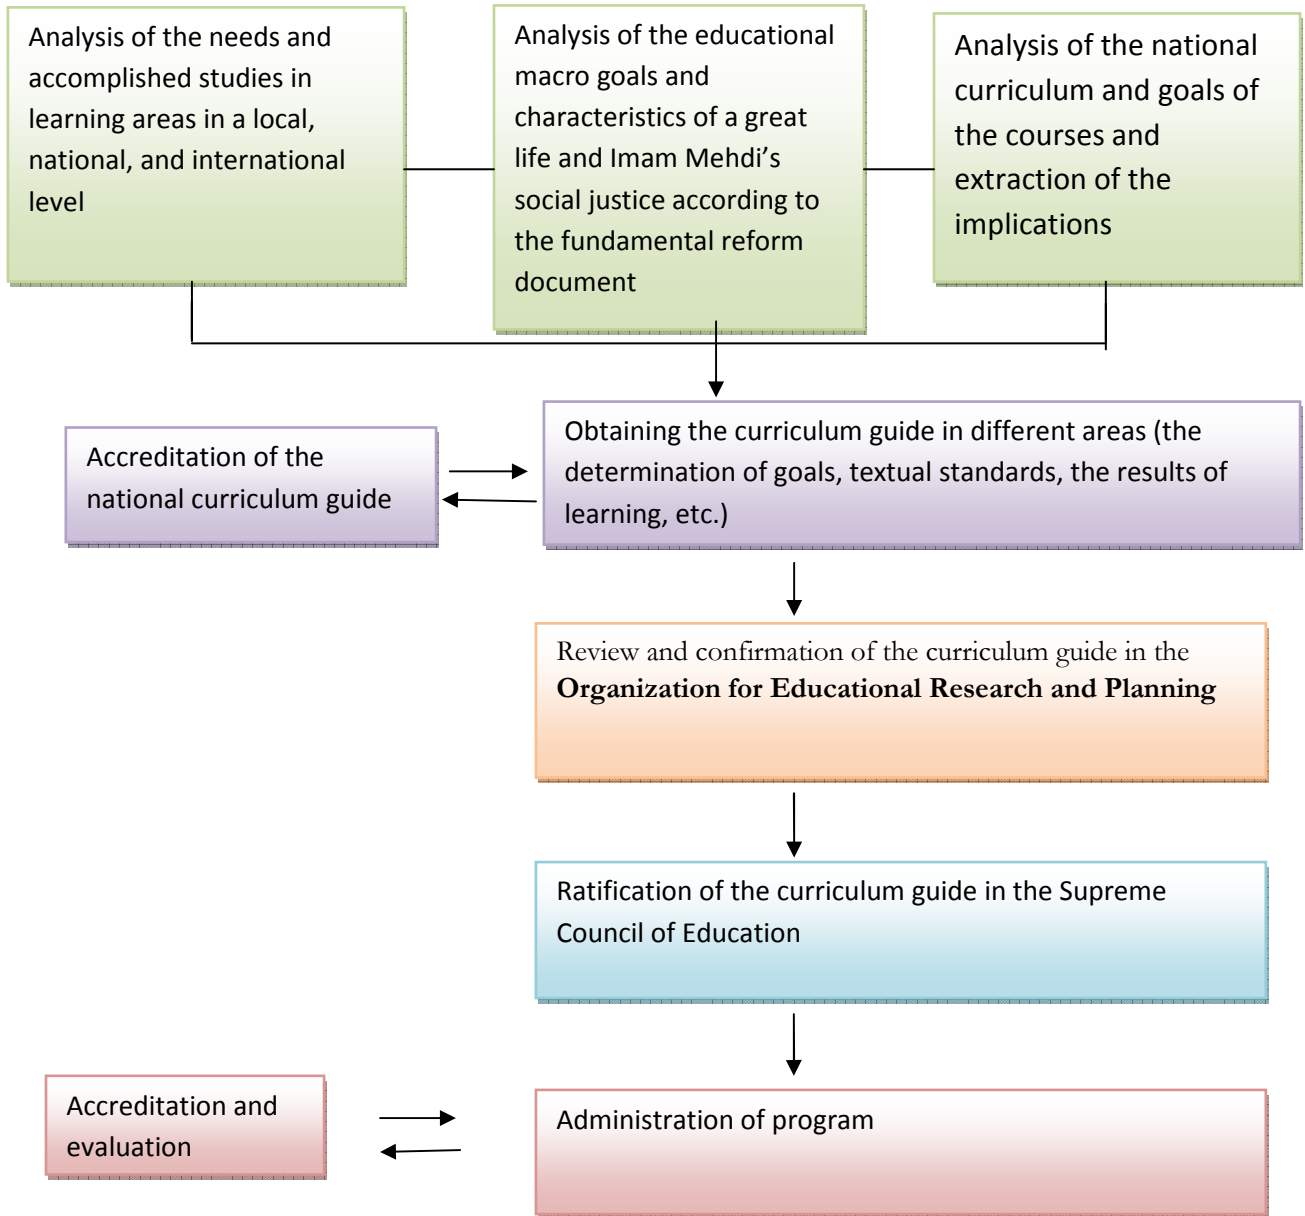 Analysis of the needs and
accomplished studies in
learning areas in a local,
national, and international
level
Analysis of the educational
macro goals and
characteristics of a great
life and Imam Mehdi’s
social justice according to
the fundamental reform
document
Analysis of the national
curriculum and goals of
the courses and
extraction of the
implications
Accreditation of the
national curriculum guide
Obtaining the curriculum guide in different areas (the
determination of goals, textual standards, the results of
learning, etc.)
Review and confirmation of the curriculum guide in the
Organization for Educational Research and Planning
Ratification of the curriculum guide in the Supreme
Council of Education
Accreditation and
evaluation
Administration of program